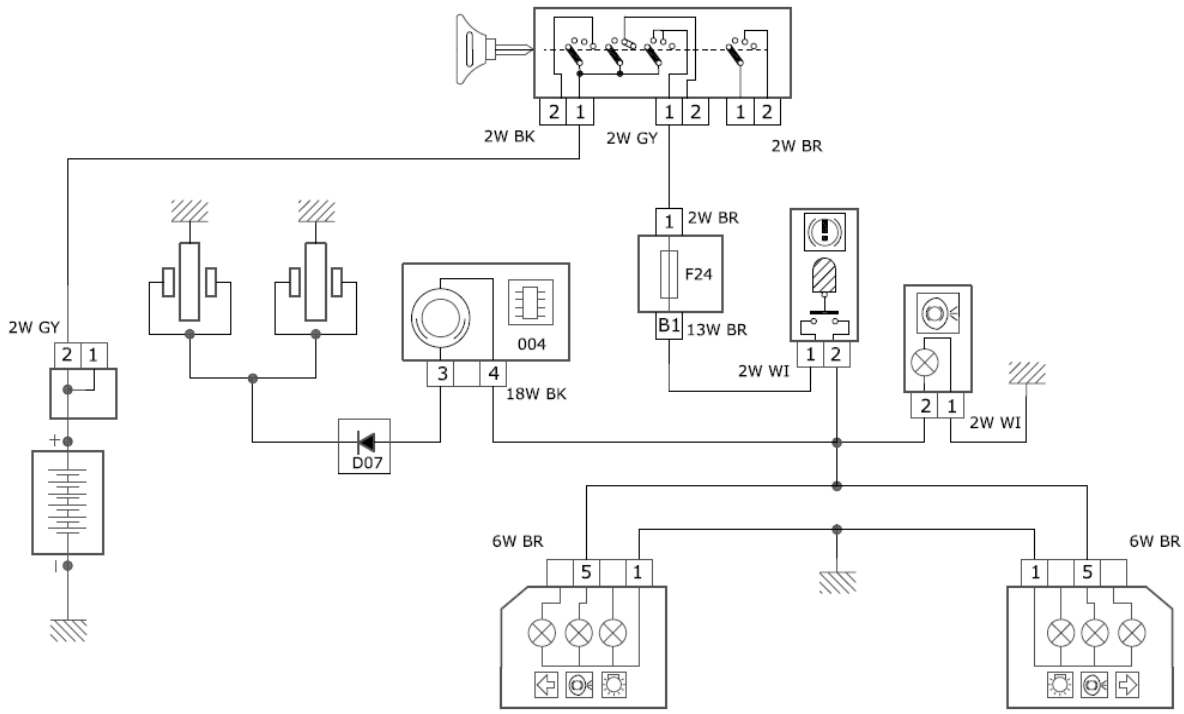 2 1 1 2 1 2
2W BK 2W GY 2W BR
1 2W BR
F24
2W GY
B1 13W BR
004
2 1
1 2
3 4
2W WI
18W BK
2 1
2W WI
+
D07
6W BR 6W BR
5 1 1 5